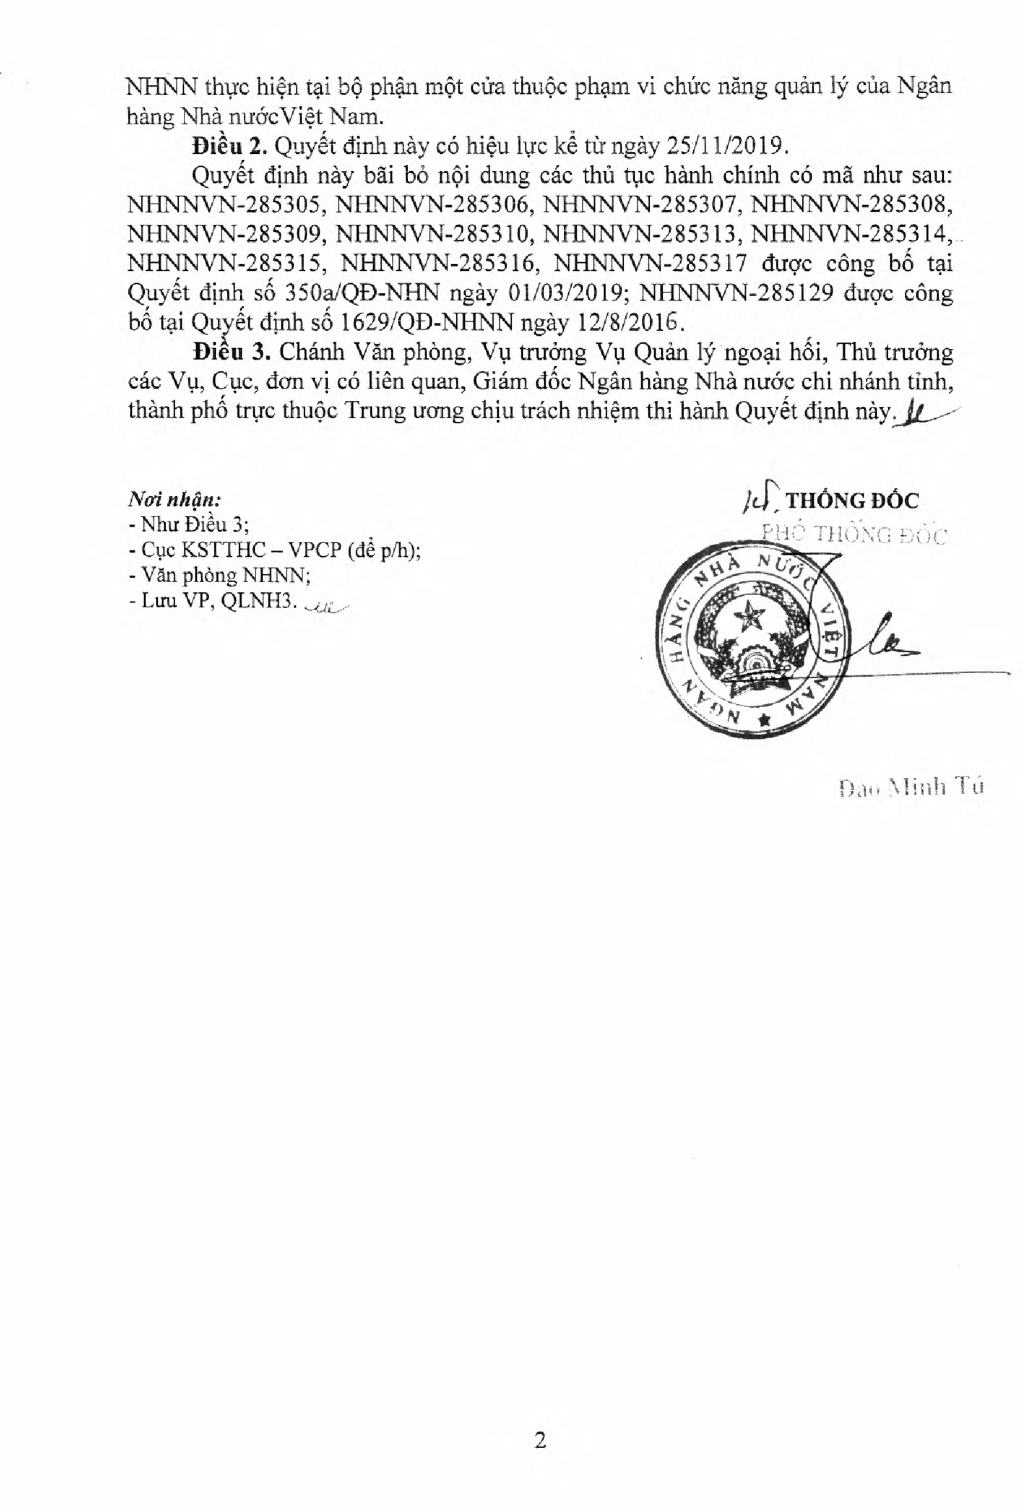 NHNN thực hiện tại bộ phận một cửa thuộc phạm vi chức năng quản lý của Ngân
hàng Nhà nướcViệt Nam.
Điều 2. Quyết định này có hiệu lực kể từ ngày 25/11/2019.
Quyết định này bãi bỏ nội dung các thủ tục hành chính có mã như sau:
NHNNVN-285305, NHNNVN-285306, NHNNVN-285307, NHNNVN-285308,
NHNNVN-285309, NHNNVN-285310, NHNNVN-285313, NHNNVN-285314,
NHNNVN-285315, NHNNVN-285316, NHNNVN-285317 được công bố tại
Quyết định số 350a/QĐ-NHN ngày 01/03/2019; NHNNVN-285129 được công
bố tại Quyết định số 1629/QĐ-NHNN ngày 12/8/2016.
Điều 3. Chánh Văn phòng, Vụ trưởng Vụ Quản lý ngoại hối, Thủ trưởng
các Vụ, Cục, đơn vị có liên quan, Giám đốc Ngân hàng Nhà nước chi nhánh tỉnh,
thành phố trực thuộc Trung ương chịu trách nhiệm thi hành Quyết định này.
Nơi nhận:
- Như Điều 3;
- Cục KSTTHC – VPCP (để p/h);
- Văn phòng NHNN;
- Lưu VP, QLNH3.
THỐNG ĐỐC
PHÓ THỐNG ĐỐC
NGÂN HÀNG NHÀ NƯỚC VIỆT NAM
Đào Minh Tú
2